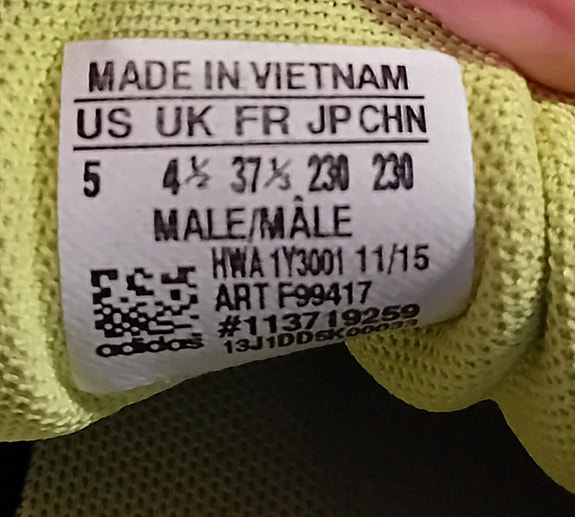 MADE IN VIETNAM
US UK FR JP CHN
5 4½ 37⅓ 230 230
MALE/MÂLE
HWA 1Y3001 11/15
ART F99417
#113719259
adidas 13J1DD5K00033